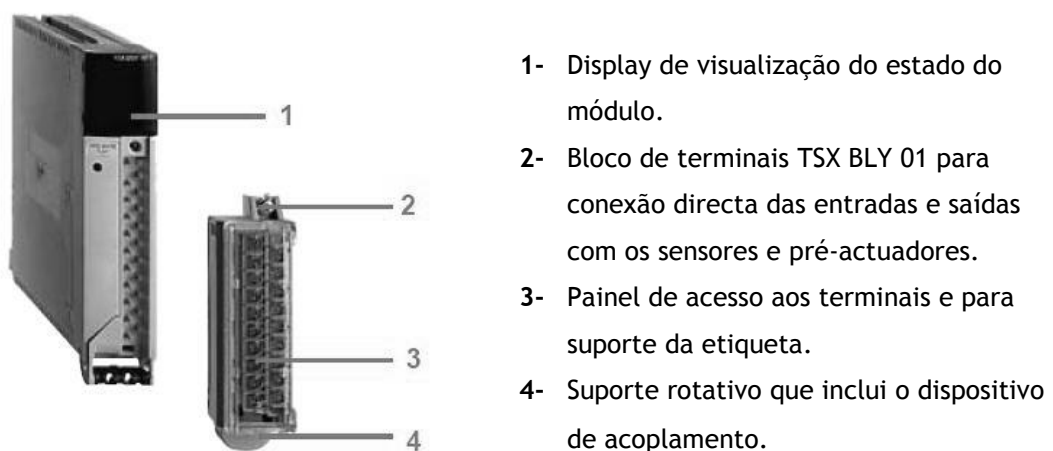 1
2
3
4
1- Display de visualização do estado do
módulo.
2- Bloco de terminais TSX BLY 01 para
conexão directa das entradas e saídas
com os sensores e pré-actuadores.
3- Painel de acesso aos terminais e para
suporte da etiqueta.
4- Suporte rotativo que inclui o dispositivo
de acoplamento.